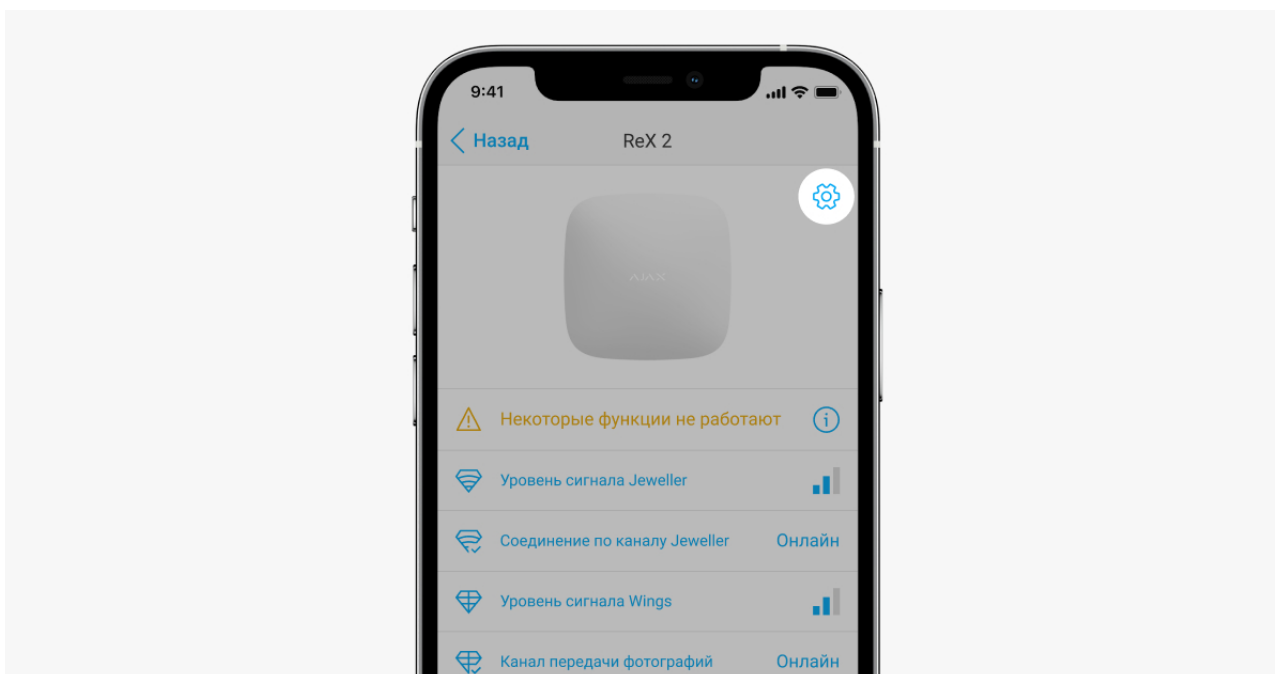 9:41
Назад
ReX 2
AJAX
Некоторые функции не работают
Уровень сигнала Jeweller
Соединение по каналу Jeweller Онлайн
Уровень сигнала Wings
Канал передачи фотографий Онлайн